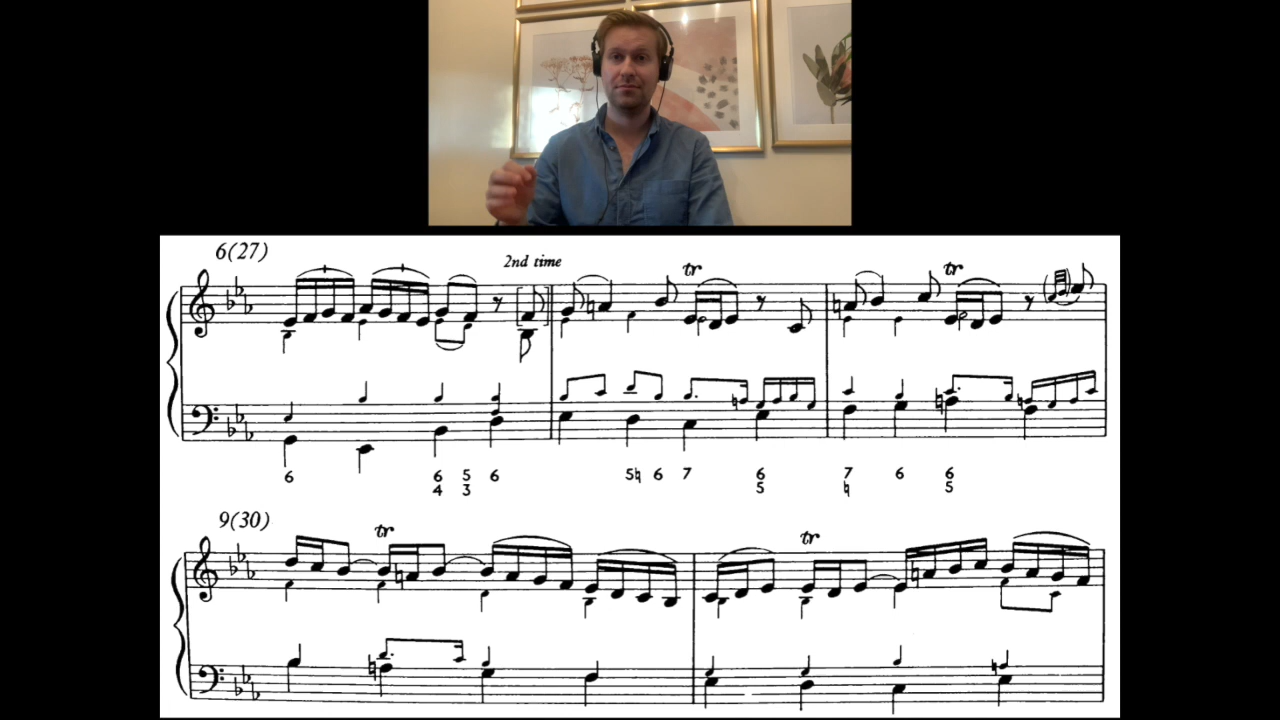 6(27)
2nd time
tr
tr
6 6 5 6 5♮ 6 7 6 7 6 6
4 3 5 ♮ 5
9(30)
tr
tr